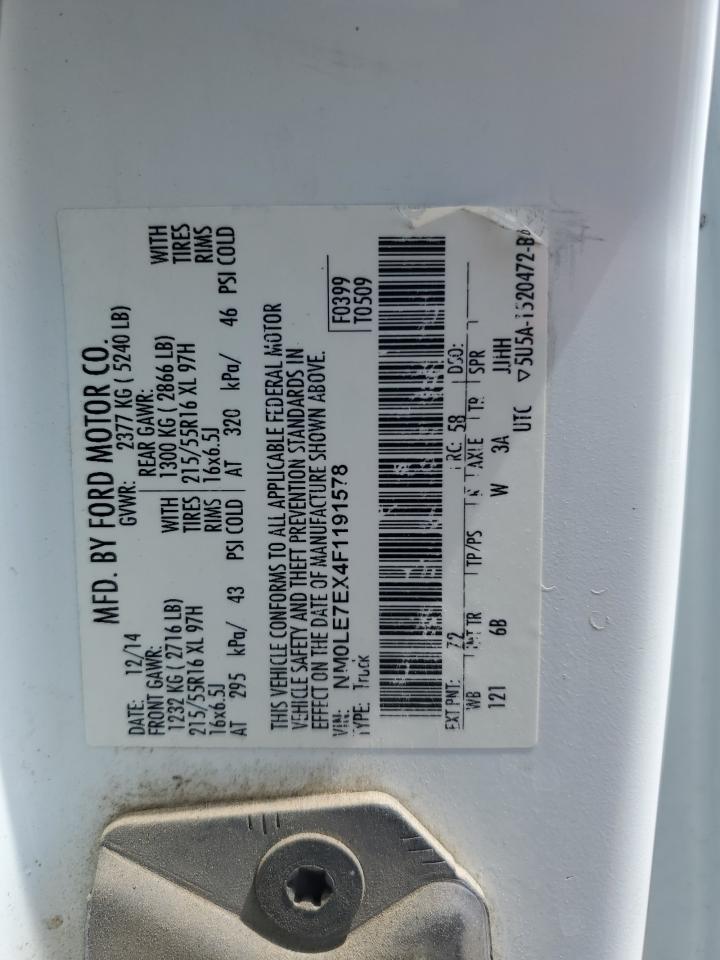 MFD. BY FORD MOTOR CO.
DATE: 12/14 GVWR: 2377 KG ( 5240 LB)
FRONT GAWR: REAR GAWR:
1232 KG ( 2716 LB) WITH 1300 KG ( 2866 LB) WITH
215/55R16 XL 97H TIRES 215/55R16 XL 97H TIRES
16x6.5J RIMS 16x6.5J RIMS
AT 295 kPa/ 43 PSI COLD AT 320 kPa/ 46 PSI COLD
THIS VEHICLE CONFORMS TO ALL APPLICABLE FEDERAL MOTOR
VEHICLE SAFETY AND THEFT PREVENTION STANDARDS IN
EFFECT ON THE DATE OF MANUFACTURE SHOWN ABOVE.
VIN: NM0LE7EX4F1191578 F0399
TYPE: Truck T0509
EXT PNT: 72 RC: 58 DSO:
WB INT TR TP/PS AXLE TR SPR
121 6B W 3A JJHH
UTC ▽5U5A-1520472-B